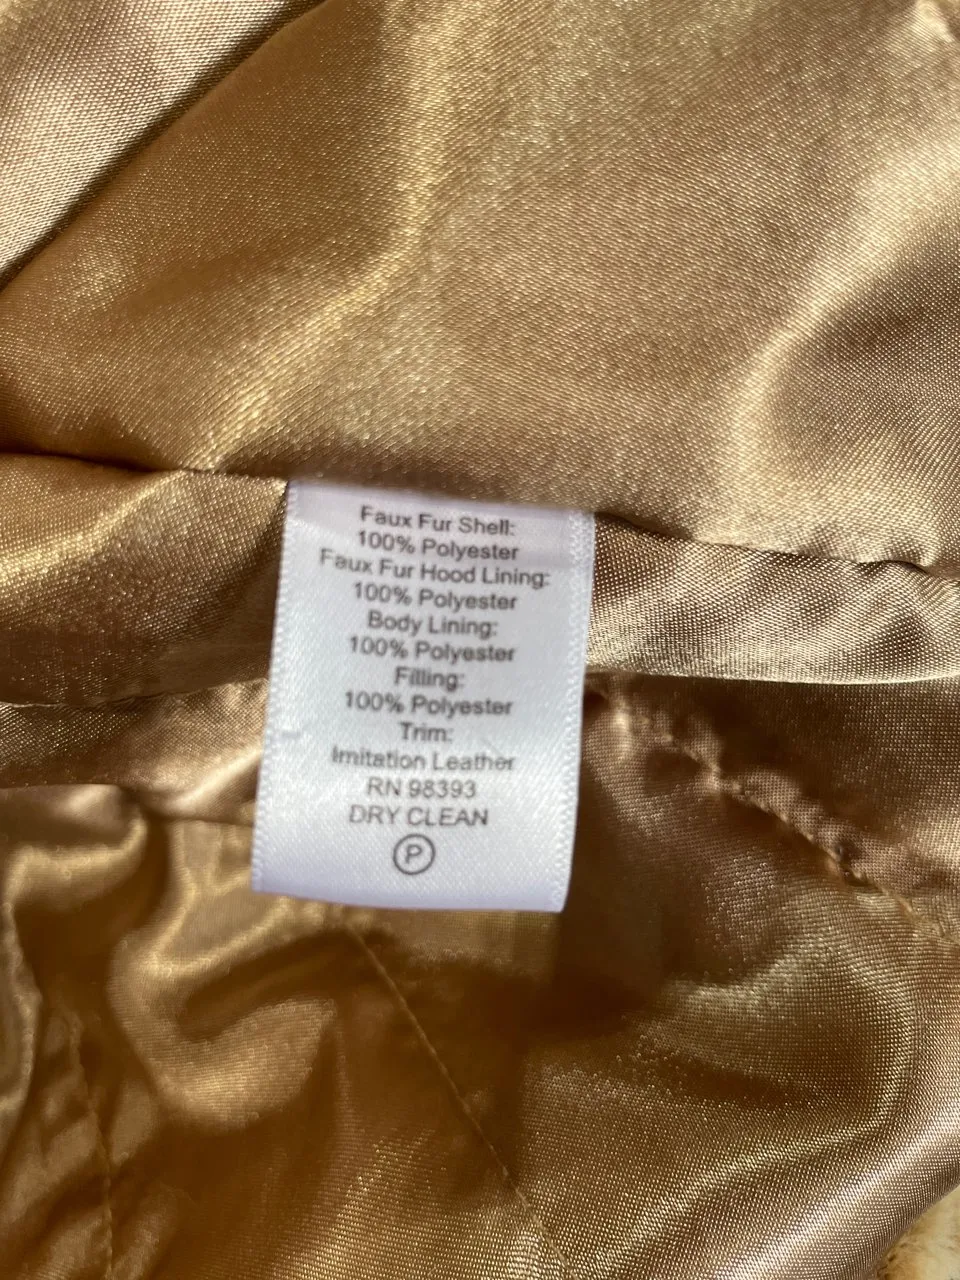 Faux Fur Shell:
100% Polyester
Faux Fur Hood Lining:
100% Polyester
Body Lining:
100% Polyester
Filling:
100% Polyester
Trim:
Imitation Leather
RN 98393
DRY CLEAN
P